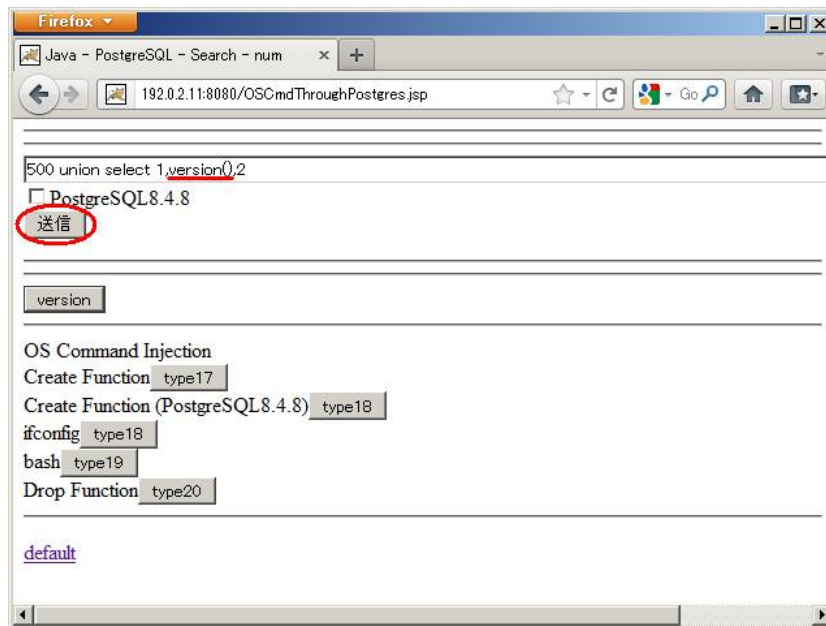 Firefox
Java - PostgreSQL - Search - num
192.0.2.11:8080/OSCmdThroughPostgres.jsp
Goo
500 union select 1,version(),2
PostgreSQL8.4.8
送信
version
OS Command Injection
Create Function type17
Create Function (PostgreSQL8.4.8) type18
ifconfig type18
bash type19
Drop Function type20
default